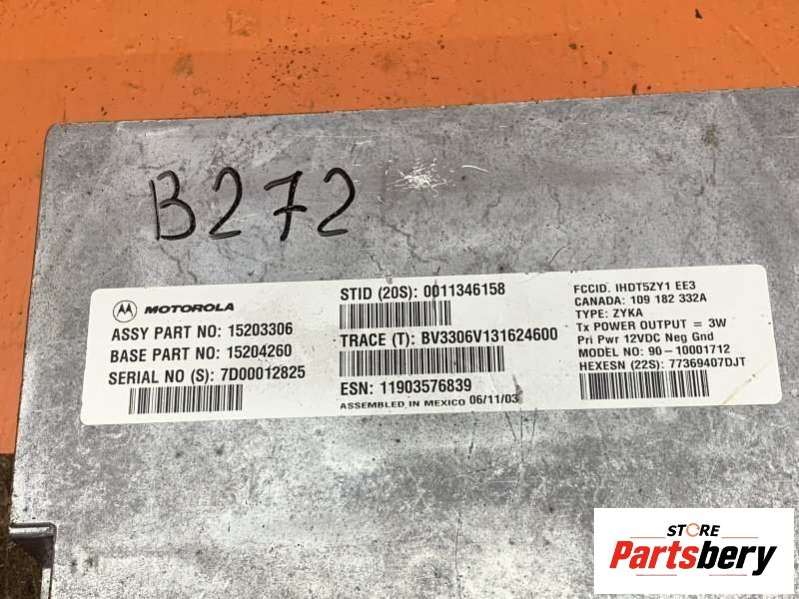 B272
MOTOROLA
ASSY PART NO: 15203306
BASE PART NO: 15204260
SERIAL NO (S): 7D00012825
STID (20S): 0011346158
TRACE (T): BV3306V131624600
ESN: 11903576839
ASSEMBLED IN MEXICO 06/11/03
FCCID. IHDT5ZY1 EE3
CANADA: 109 182 332A
TYPE: ZYKA
Tx POWER OUTPUT = 3W
Pri Pwr 12VDC Neg Gnd
MODEL NO: 90-10001712
HEXESN (22S): 77369407DJT
STORE
Partsbery